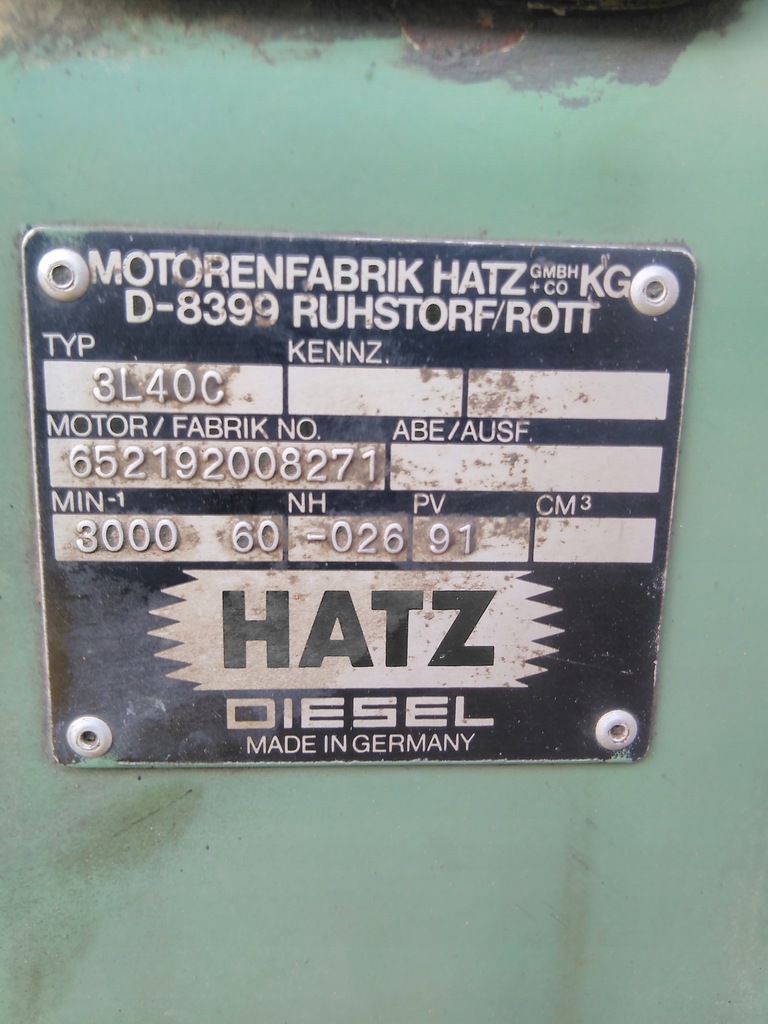 MOTORENFABRIK HATZ GMBH + CO KG
D-8399 RUHSTORF/ROTT
TYP KENNZ.
3L40C
MOTOR/FABRIK NO. ABE/AUSF.
652192008271
MIN-1 NH PV CM3
3000 60 -026 91
HATZ
DIESEL
MADE IN GERMANY